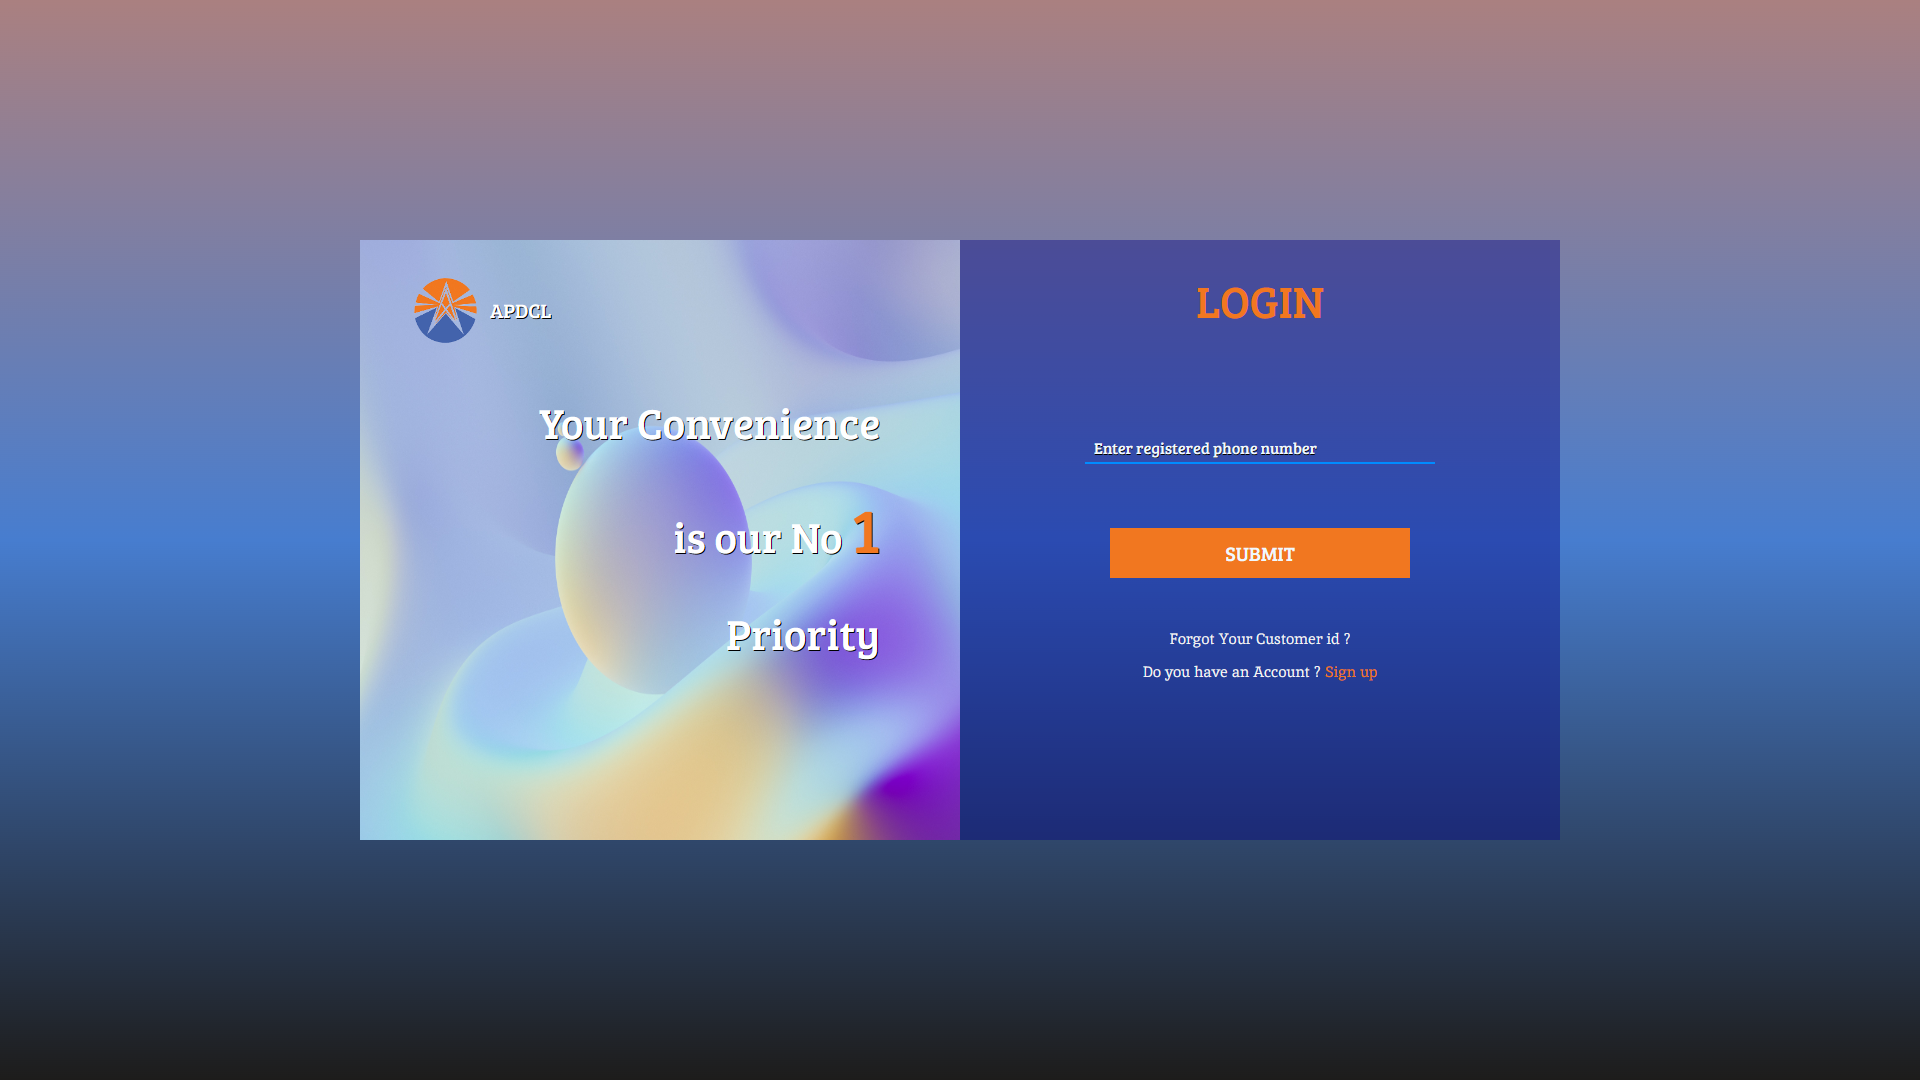 APDCL
Your Convenience
is our No 1
Priority
LOGIN
Enter registered phone number
SUBMIT
Forgot Your Customer id ?
Do you have an Account ? Sign up